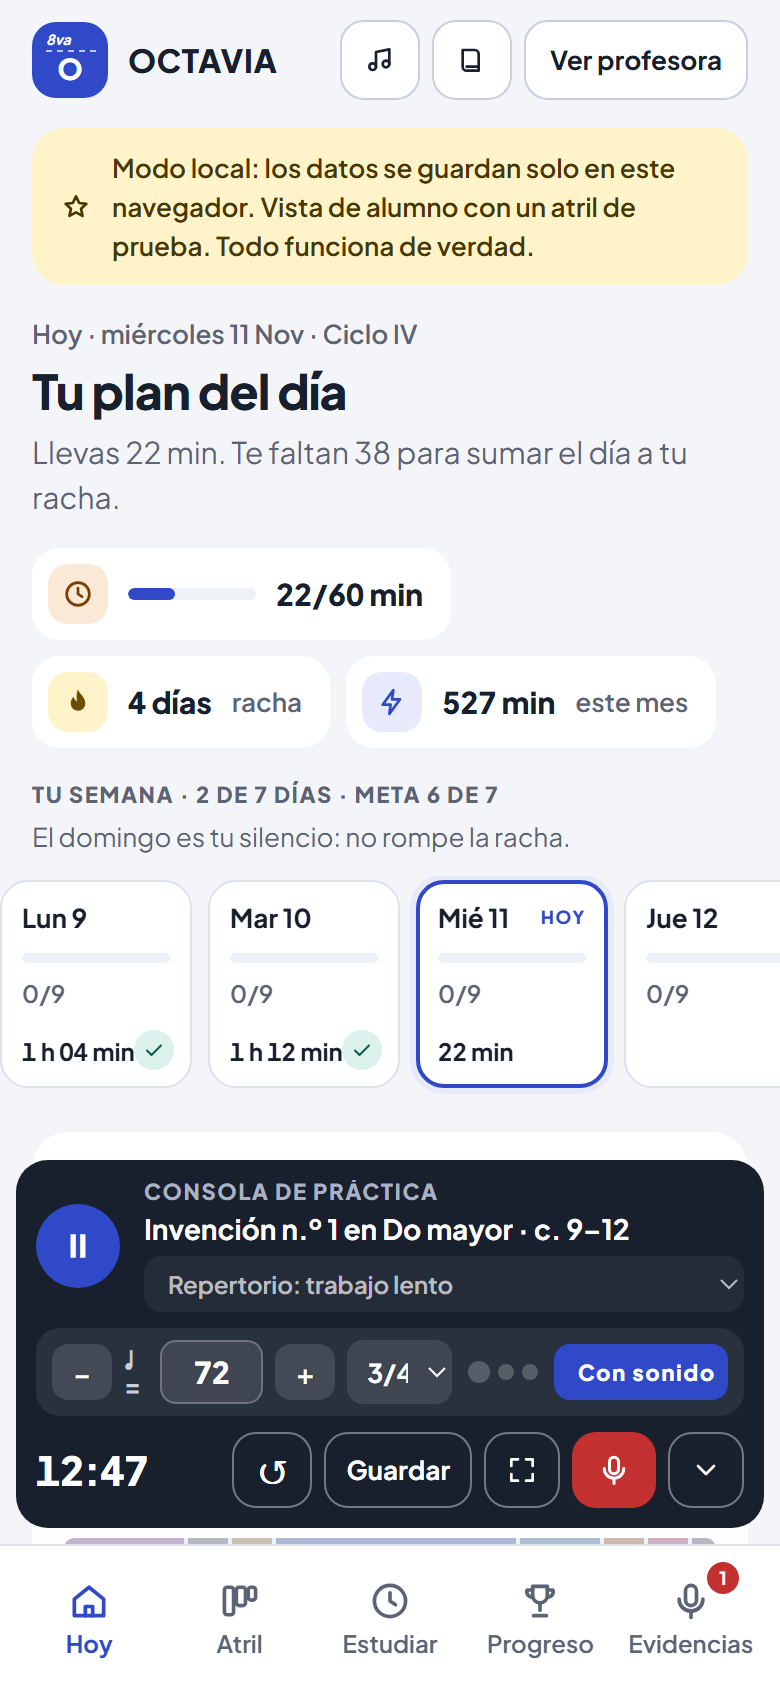 8va
OCTAVIA
Ver profesora
Modo local: los datos se guardan solo en este
navegador. Vista de alumno con un atril de
prueba. Todo funciona de verdad.
Hoy · miércoles 11 Nov · Ciclo IV
Tu plan del día
Llevas 22 min. Te faltan 38 para sumar el día a tu
racha.
22/60 min
4 días racha
527 min este mes
TU SEMANA · 2 DE 7 DÍAS · META 6 DE 7
El domingo es tu silencio: no rompe la racha.
Lun 9
0/9
1 h 04 min
Mar 10
0/9
1 h 12 min
Mié 11 HOY
0/9
22 min
Jue 12
0/9
CONSOLA DE PRÁCTICA
Invención n.º 1 en Do mayor · c. 9–12
Repertorio: trabajo lento
– ♩ = 72 + 3/4 Con sonido
12:47 Guardar
Hoy
Atril
Estudiar
Progreso
1
Evidencias